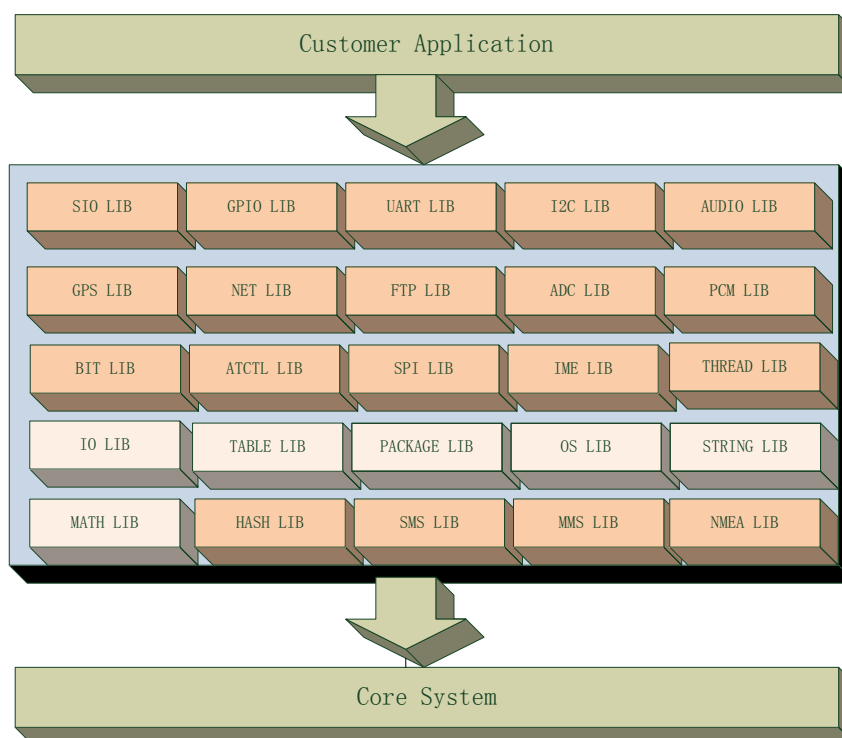 Customer Application
SIO LIB
GPIO LIB
UART LIB
I2C LIB
AUDIO LIB
GPS LIB
NET LIB
FTP LIB
ADC LIB
PCM LIB
BIT LIB
ATCTL LIB
SPI LIB
IME LIB
THREAD LIB
IO LIB
TABLE LIB
PACKAGE LIB
OS LIB
STRING LIB
MATH LIB
HASH LIB
SMS LIB
MMS LIB
NMEA LIB
Core System